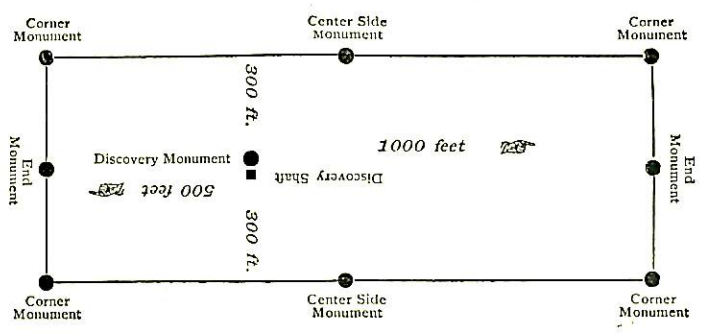 Corner
Monument
Center Side
Monument
Corner
Monument
300 ft.
1000 feet
Discovery Monument
End
Monument
Discovery Shaft
500 feet
End
Monument
300 ft.
Corner
Monument
Center Side
Monument
Corner
Monument